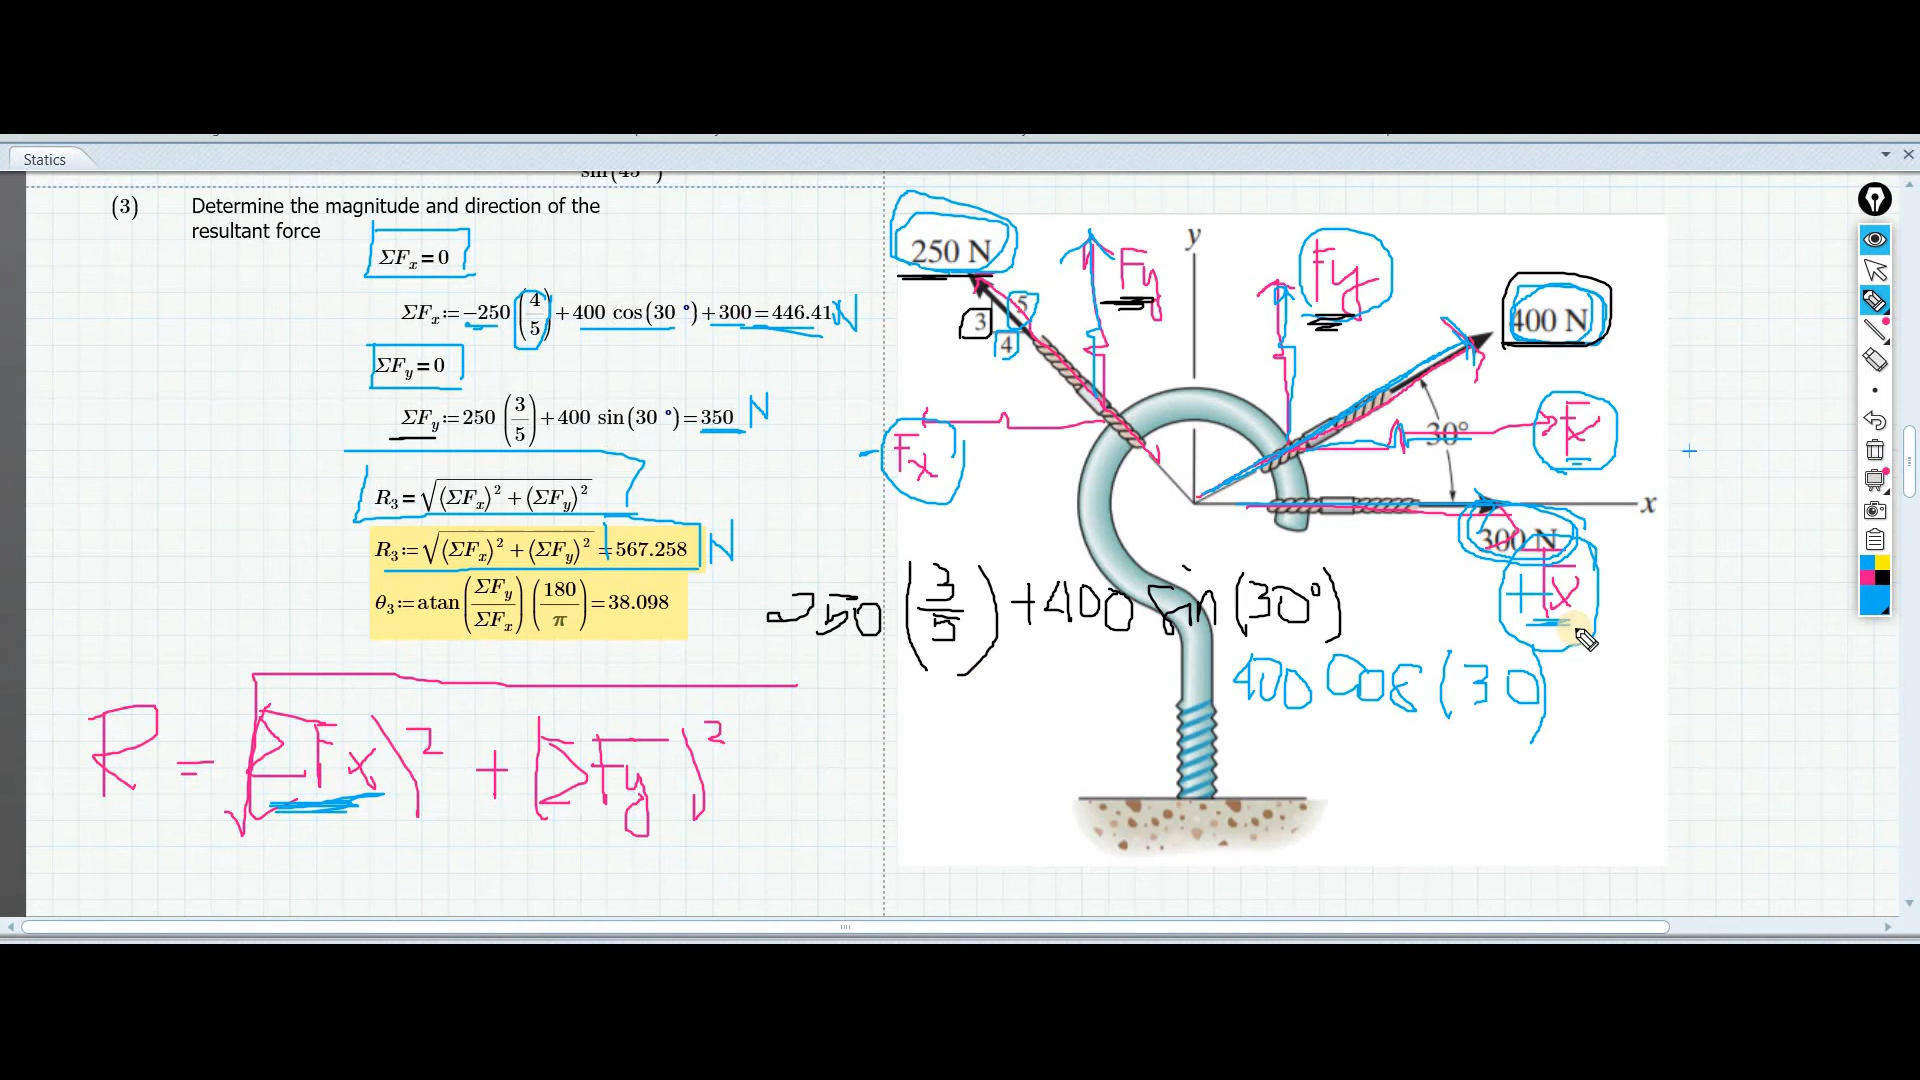 Statics
sin(45°)
(3) Determine the magnitude and direction of the
resultant force
ΣFx=0
ΣFx:=−250 (4/5)+400 cos(30 °)+300=446.41 N
ΣFy=0
ΣFy:=250 (3/5)+400 sin(30 °)=350 N
R3=√(ΣFx)²+(ΣFy)²
R3:=√(ΣFx)²+(ΣFy)²=567.258 N
θ3:=atan(ΣFy/ΣFx)(180/π)=38.098
R=√(ΣFx)²+(ΣFy)²
250 N
Fy
y
Fy
400 N
5
3
4
-Fx
Fx
30°
x
300 N
+Fx
250(3/5)+400 sin(30°)
400 Cos(30)